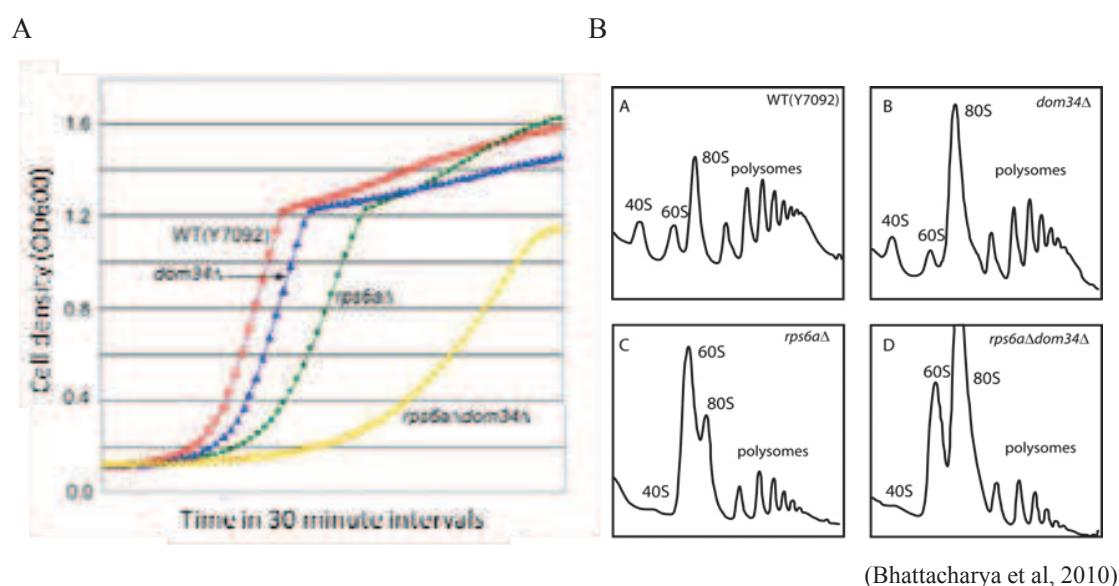 A
B
1.6
1.2
0.8
0.4
0.0
Cell density (OD600)
Time in 30 minute intervals
WT(Y7092)
dom34Δ
rps6aΔ
rps6aΔdom34Δ
A
WT(Y7092)
40S
60S
80S
polysomes
B
dom34Δ
40S
60S
80S
polysomes
C
rps6aΔ
40S
60S
80S
polysomes
D
rps6aΔdom34Δ
40S
60S
80S
polysomes
(Bhattacharya et al, 2010)